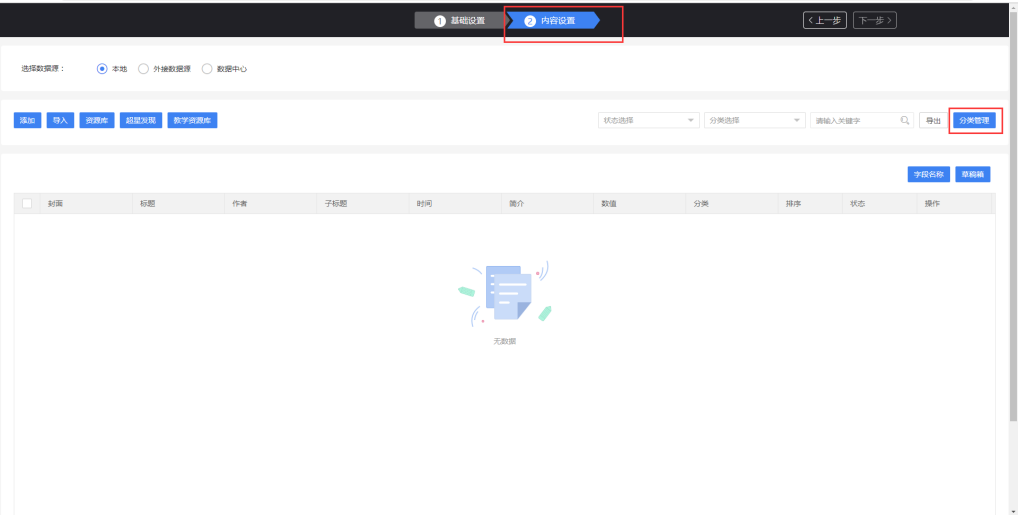 1 基础设置 2 内容设置 <上一步 下一步>
选择数据源： 本地 外接数据源 数据中心
添加 导入 资源库 超星发现 教学资源库 状态选择 分类选择 请输入关键字 导出 分类管理
字段名称 草稿箱
封面 标题 作者 子标题 时间 简介 数值 分类 排序 状态 操作
无数据